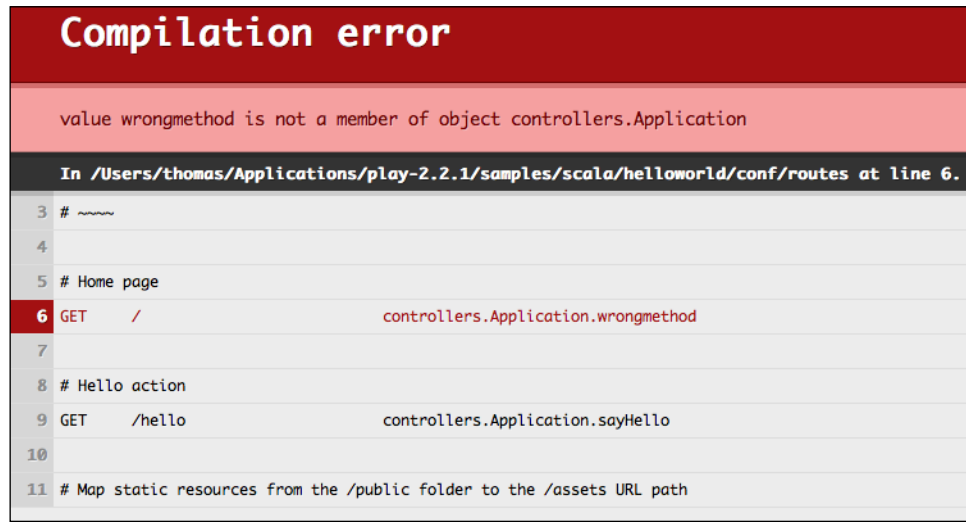 Compilation error
value wrongmethod is not a member of object controllers.Application
In /Users/thomas/Applications/play-2.2.1/samples/scala/helloworld/conf/routes at line 6.
3 # ~~~~
4
5 # Home page
6 GET / controllers.Application.wrongmethod
7
8 # Hello action
9 GET /hello controllers.Application.sayHello
10
11 # Map static resources from the /public folder to the /assets URL path